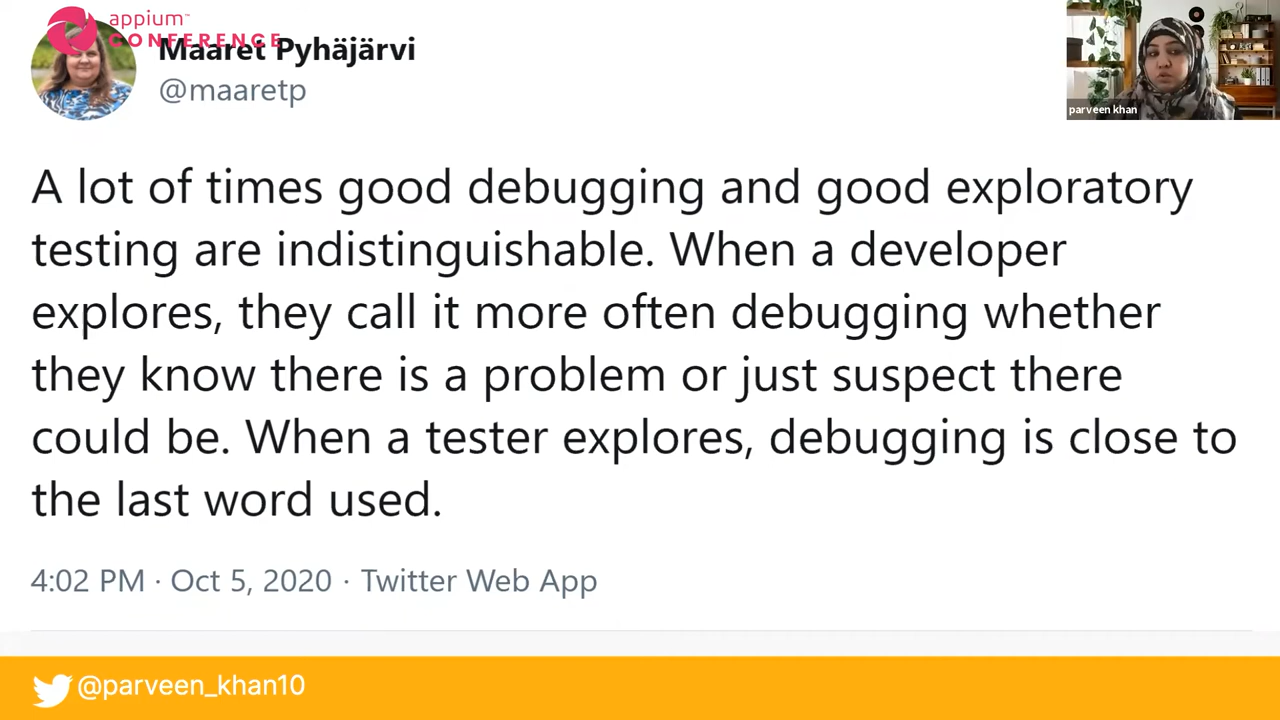 appium™
CONFERENCE
Maaret Pyhäjärvi
@maaretp
parveen khan
A lot of times good debugging and good exploratory
testing are indistinguishable. When a developer
explores, they call it more often debugging whether
they know there is a problem or just suspect there
could be. When a tester explores, debugging is close to
the last word used.
4:02 PM · Oct 5, 2020 · Twitter Web App
@parveen_khan10